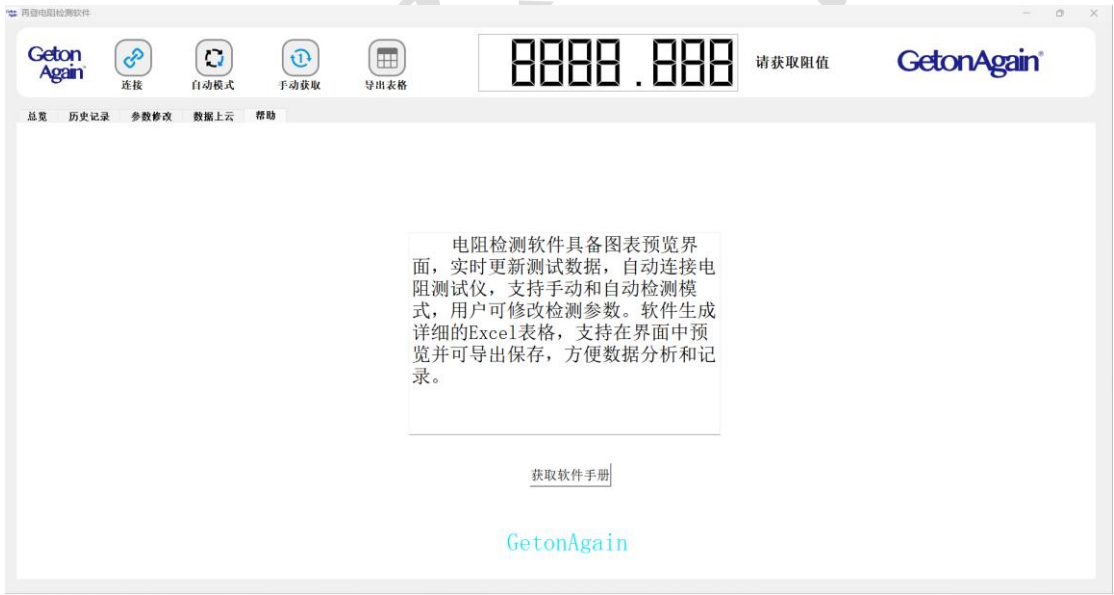 再登电阻检测软件
Geton
Again
连接
自动模式
手动获取
导出表格
8888.888
请获取阻值
GetonAgain®
总览 历史记录 参数修改 数据上云 帮助
电阻检测软件具备图表预览界
面，实时更新测试数据，自动连接电
阻测试仪，支持手动和自动检测模
式，用户可修改检测参数。软件生成
详细的Excel表格，支持在界面中预
览并可导出保存，方便数据分析和记
录。
获取软件手册
GetonAgain